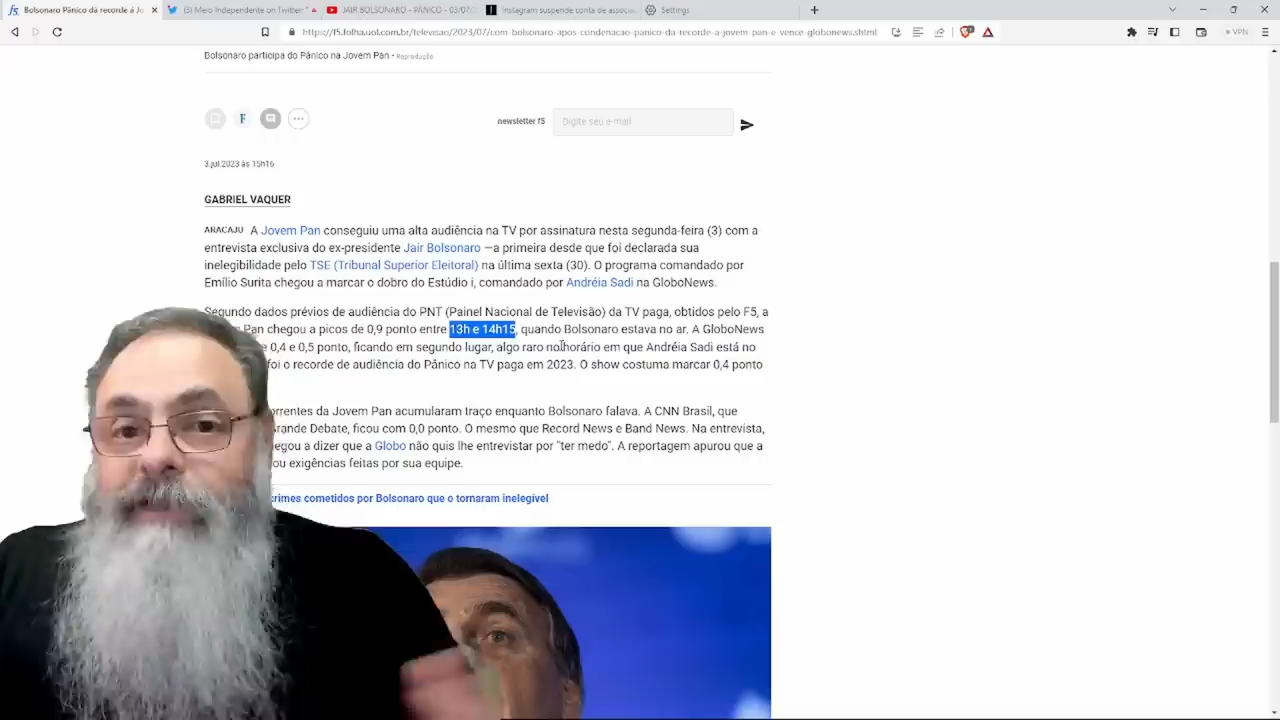 Bolsonaro Pânico dá recorde à Jo
(3) Meio Independente on Twitter: "
JAIR BOLSONARO - PÂNICO - 03/07/
Instagram suspende conta de associa
Settings
https://f5.folha.uol.com.br/televisao/2023/07/com-bolsonaro-apos-condenacao-panico-da-recorde-a-jovem-pan-e-vence-globonews.shtml
VPN
Bolsonaro participa do Pânico na Jovem Pan - Reprodução
F
newsletter f5
Digite seu e-mail
3.jul.2023 às 15h16
GABRIEL VAQUER
ARACAJU A Jovem Pan conseguiu uma alta audiência na TV por assinatura nesta segunda-feira (3) com a
entrevista exclusiva do ex-presidente Jair Bolsonaro —a primeira desde que foi declarada sua
inelegibilidade pelo TSE (Tribunal Superior Eleitoral) na última sexta (30). O programa comandado por
Emílio Surita chegou a marcar o dobro do Estúdio i, comandado por Andréia Sadi na GloboNews.
Segundo dados prévios de audiência do PNT (Painel Nacional de Televisão) da TV paga, obtidos pelo F5, a
Pan chegou a picos de 0,9 ponto entre 13h e 14h15, quando Bolsonaro estava no ar. A GloboNews
e 0,4 e 0,5 ponto, ficando em segundo lugar, algo raro no horário em que Andréia Sadi está no
foi o recorde de audiência do Pânico na TV paga em 2023. O show costuma marcar 0,4 ponto
orrentes da Jovem Pan acumularam traço enquanto Bolsonaro falava. A CNN Brasil, que
rande Debate, ficou com 0,0 ponto. O mesmo que Record News e Band News. Na entrevista,
egou a dizer que a Globo não quis lhe entrevistar por "ter medo". A reportagem apurou que a
ou exigências feitas por sua equipe.
crimes cometidos por Bolsonaro que o tornaram inelegível